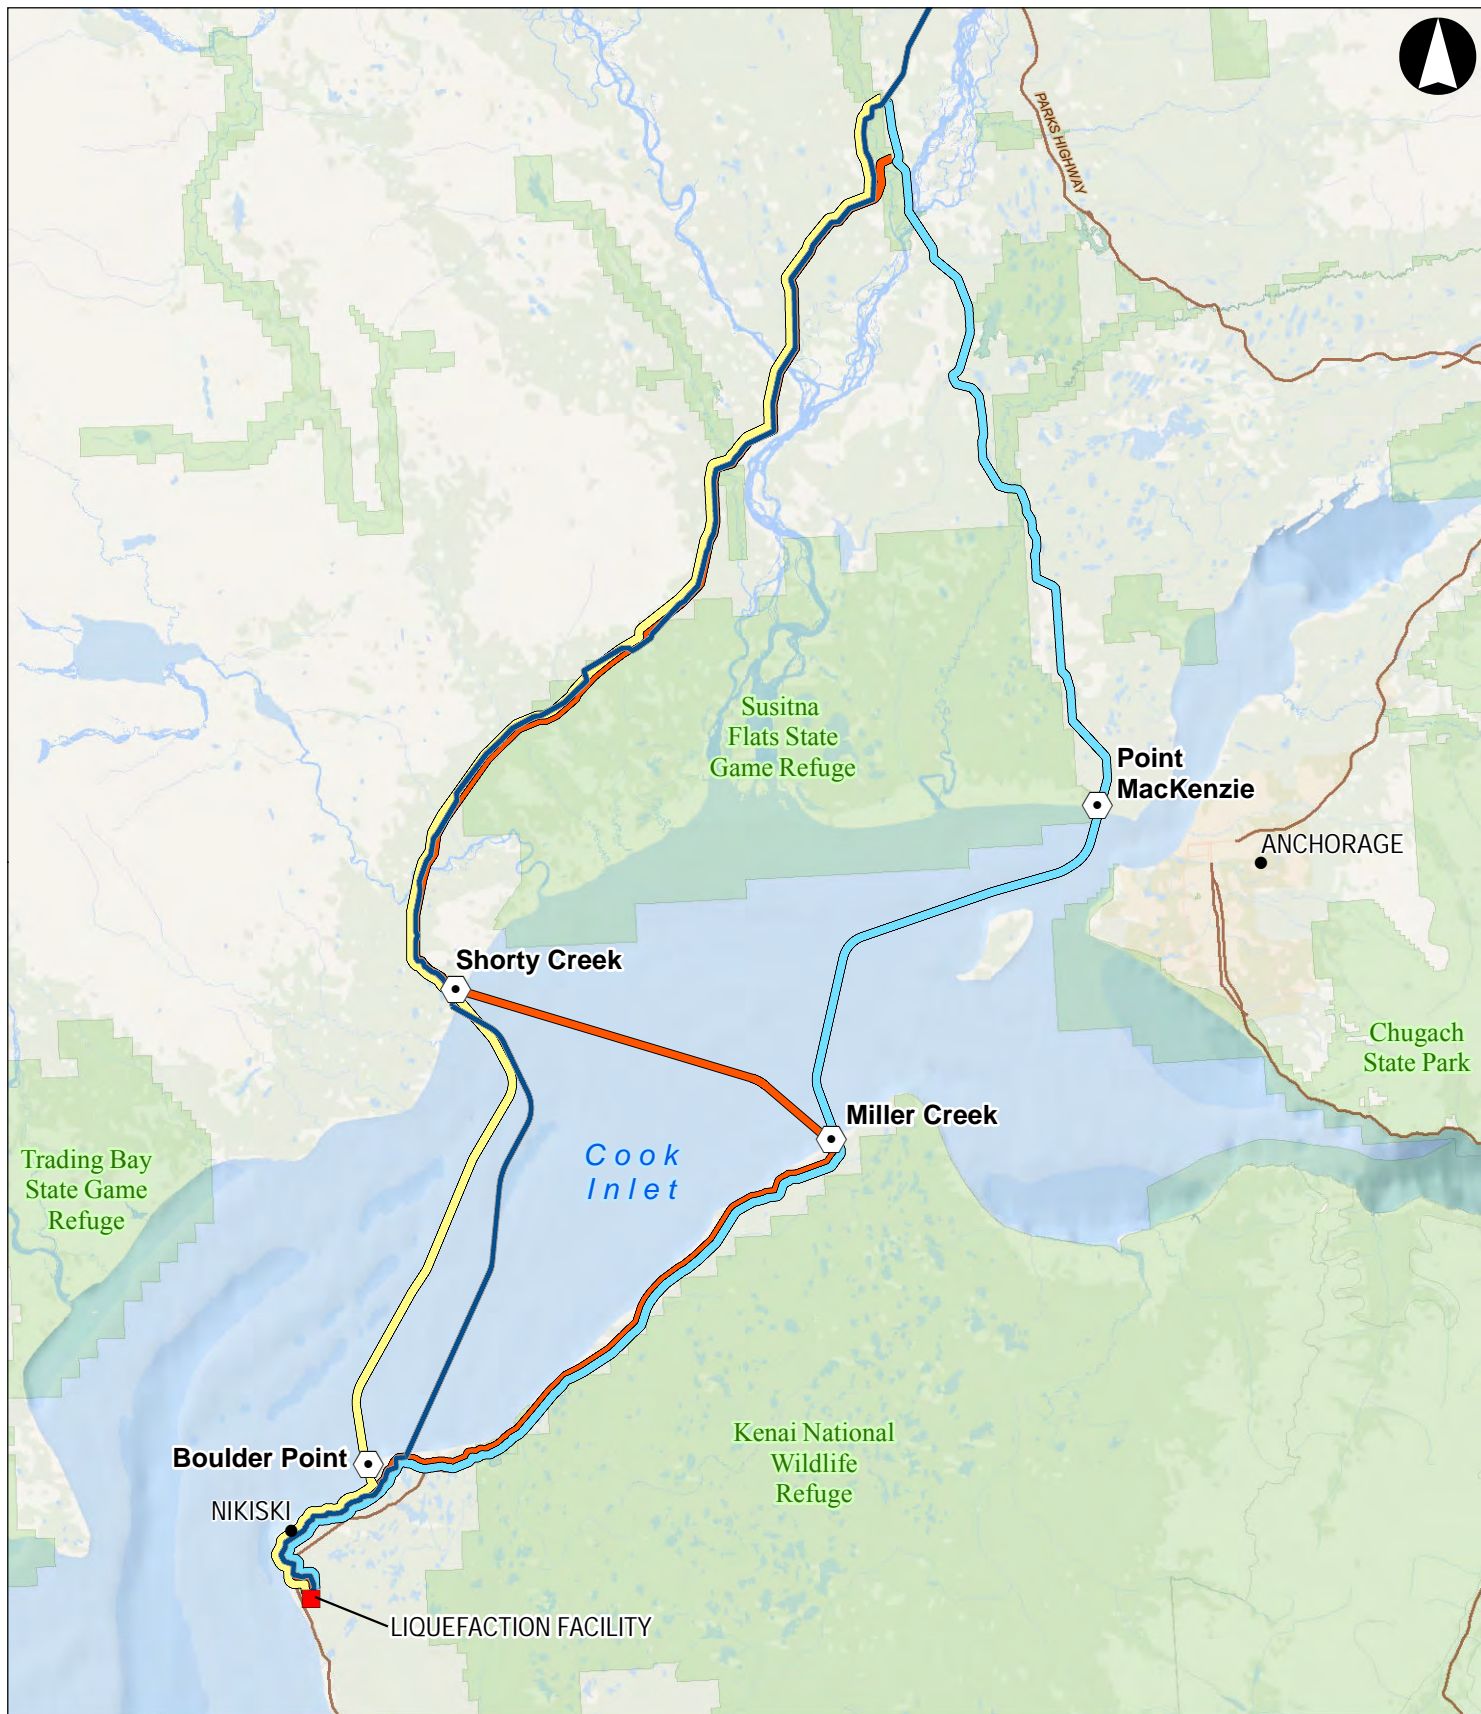 PARKS HIGHWAY
Susitna
Flats State
Game Refuge
Point
MacKenzie
ANCHORAGE
Shorty Creek
Chugach
State Park
Miller Creek
Cook
Inlet
Trading Bay
State Game
Refuge
Kenai National
Wildlife
Refuge
Boulder Point
NIKISKI
LIQUEFACTION FACILITY